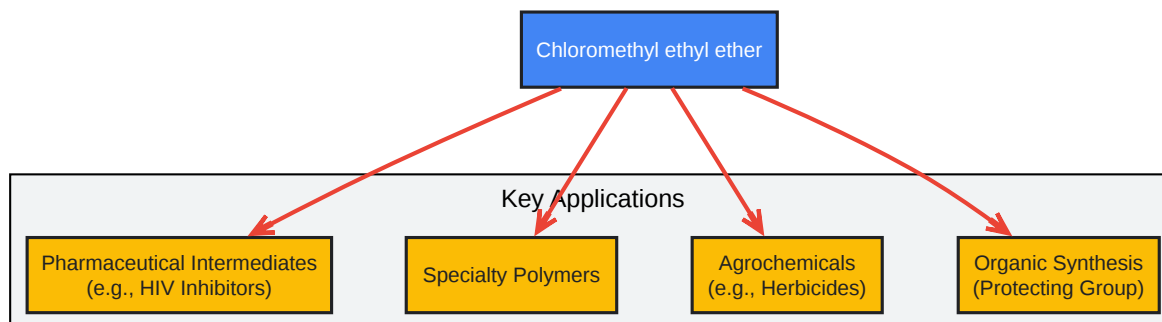 Chloromethyl ethyl ether
Key Applications
Pharmaceutical Intermediates
(e.g., HIV Inhibitors)
Specialty Polymers
Agrochemicals
(e.g., Herbicides)
Organic Synthesis
(Protecting Group)